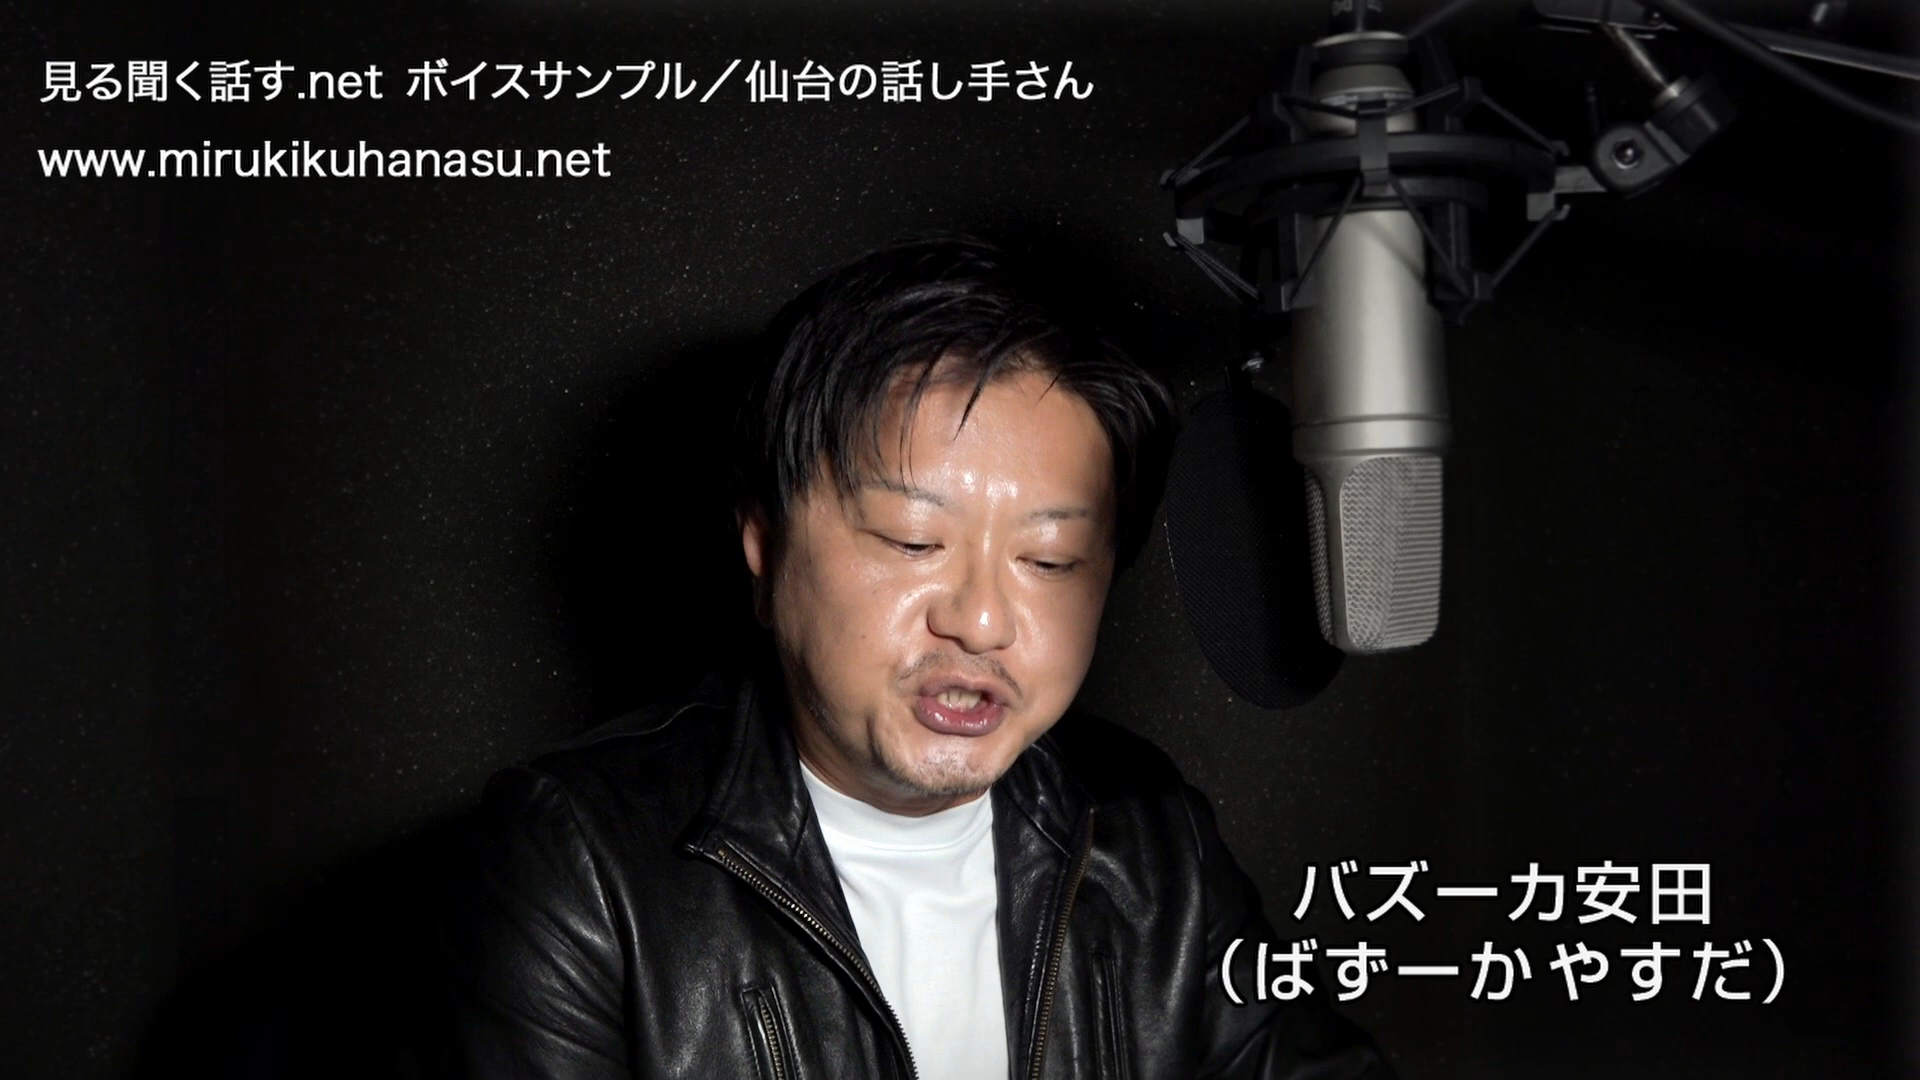 見る聞く話す.net ボイスサンプル／仙台の話し手さん
www.mirukikuhanasu.net
バズーカ安田
（ばずーか やすだ）